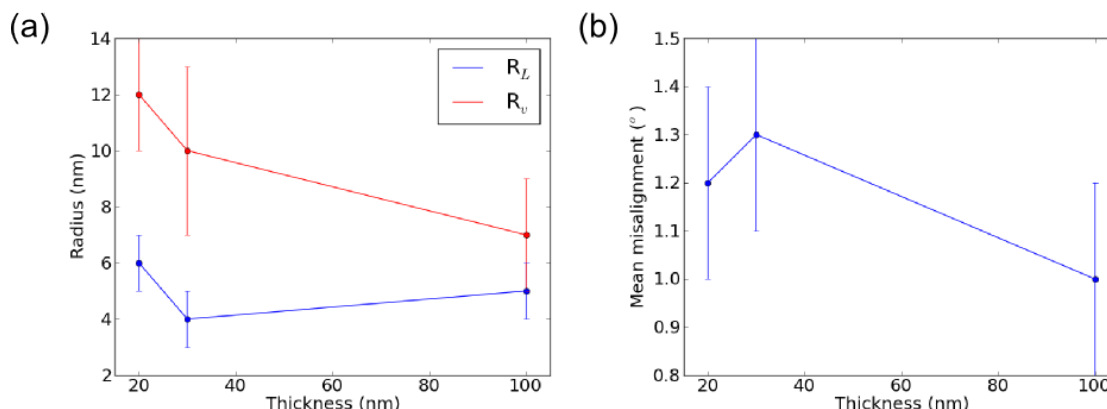 (a)
14
12
10
8
6
4
2
Radius (nm)
R_L
R_v
20 40 60 80 100
Thickness (nm)
(b)
1.5
1.4
1.3
1.2
1.1
1.0
0.9
0.8
Mean misalignment (°)
20 40 60 80 100
Thickness (nm)